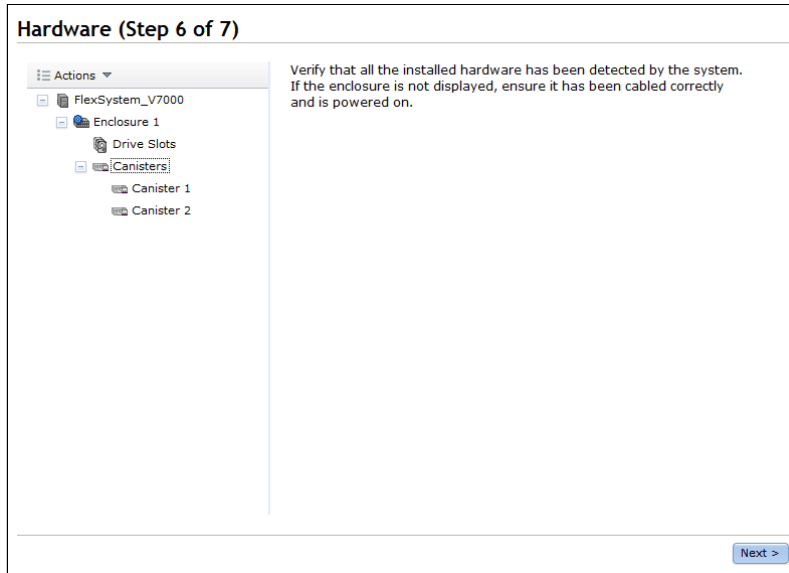 Hardware (Step 6 of 7)
Actions
FlexSystem_V7000
Enclosure 1
Drive Slots
Canisters
Canister 1
Canister 2
Verify that all the installed hardware has been detected by the system.
If the enclosure is not displayed, ensure it has been cabled correctly
and is powered on.
Next >